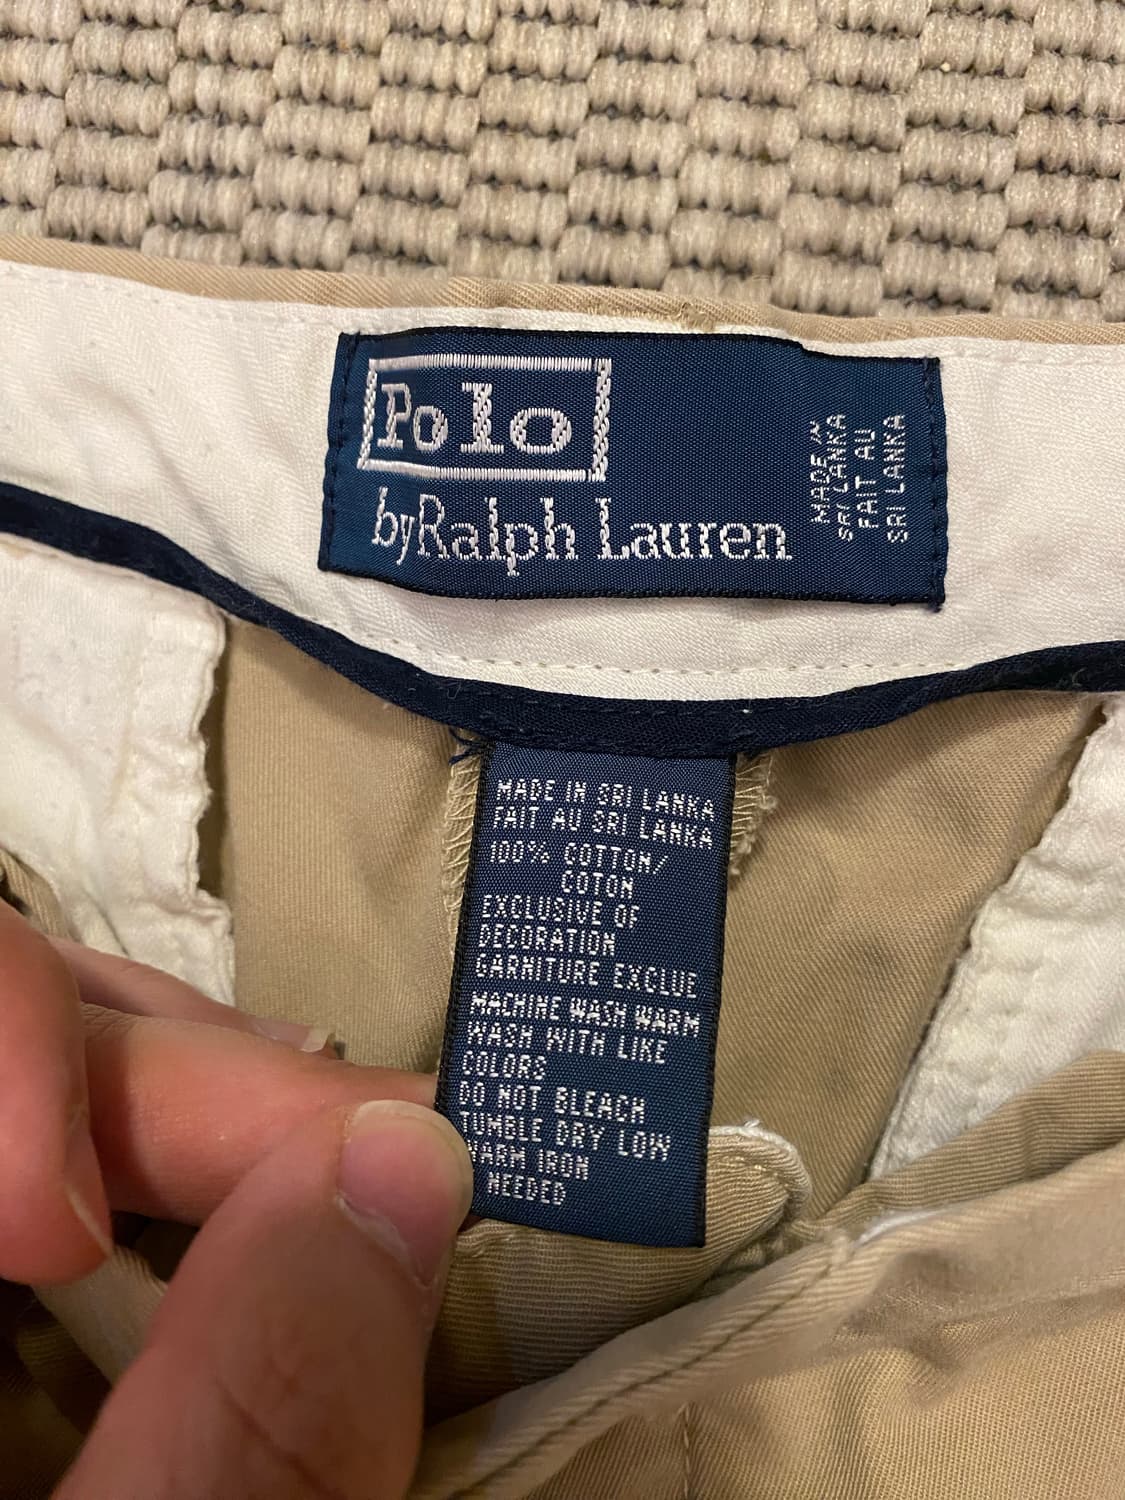 Polo
by Ralph Lauren
MADE IN
SRI LANKA
FAIT AU
SRI LANKA
MADE IN SRI LANKA
FAIT AU SRI LANKA
100% COTTON/
COTON
EXCLUSIVE OF
DECORATION
GARNITURE EXCLUE
MACHINE WASH WARM
WASH WITH LIKE
COLORS
DO NOT BLEACH
TUMBLE DRY LOW
WARM IRON
NEEDED